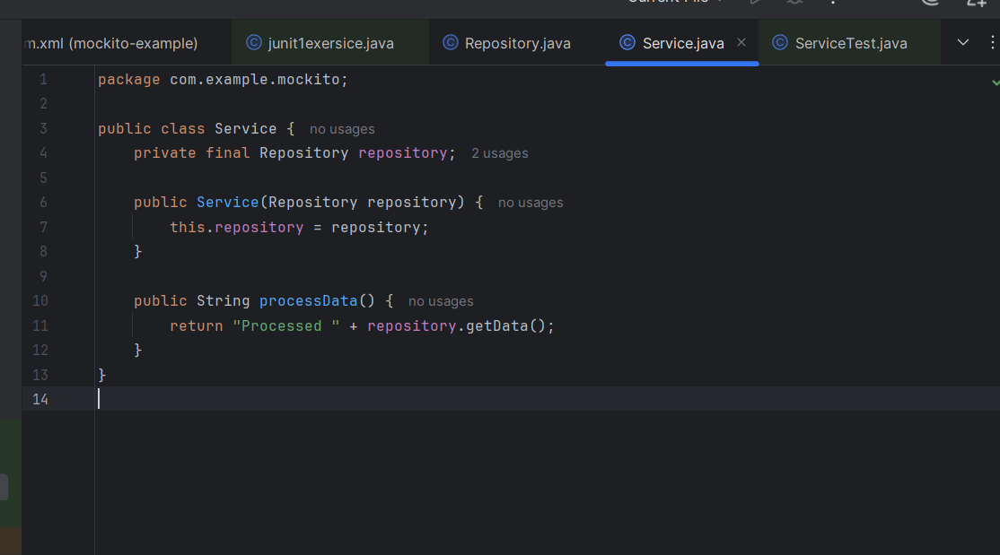 Current File
m.xml (mockito-example) junit1exersice.java Repository.java Service.java ServiceTest.java
1 package com.example.mockito;
2
3 public class Service { no usages
4 private final Repository repository; 2 usages
5
6 public Service(Repository repository) { no usages
7 this.repository = repository;
8 }
9
10 public String processData() { no usages
11 return "Processed " + repository.getData();
12 }
13 }
14